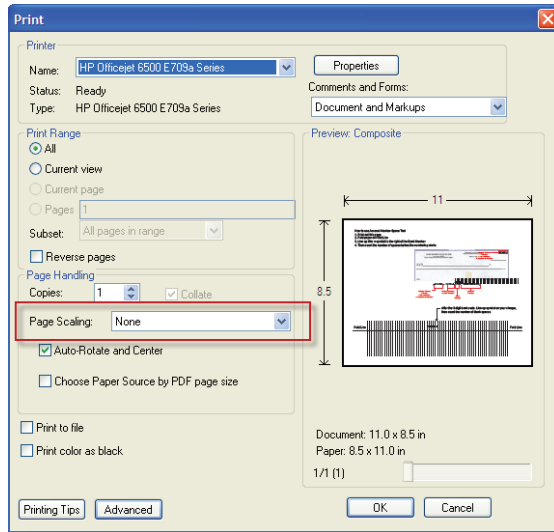 Print
Printer
Name: HP Officejet 6500 E709a Series
Properties
Status: Ready
Comments and Forms:
Type: HP Officejet 6500 E709a Series
Document and Markups
Print Range
All
Current view
Current page
Pages 1
Subset: All pages in range
Reverse pages
Page Handling
Copies: 1 Collate
Page Scaling: None
Auto-Rotate and Center
Choose Paper Source by PDF page size
Print to file
Print color as black
Preview: Composite
11
8.5
Document: 11.0 x 8.5 in
Paper: 8.5 x 11.0 in
1/1 (1)
Printing Tips Advanced OK Cancel